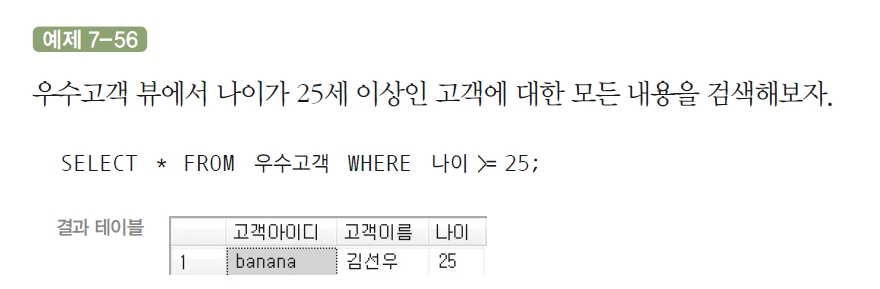 예제 7-56
우수고객 뷰에서 나이가 25세 이상인 고객에 대한 모든 내용을 검색해보자.
SELECT * FROM 우수고객 WHERE 나이 >= 25;
결과 테이블
고객아이디 고객이름 나이
1 banana 김선우 25